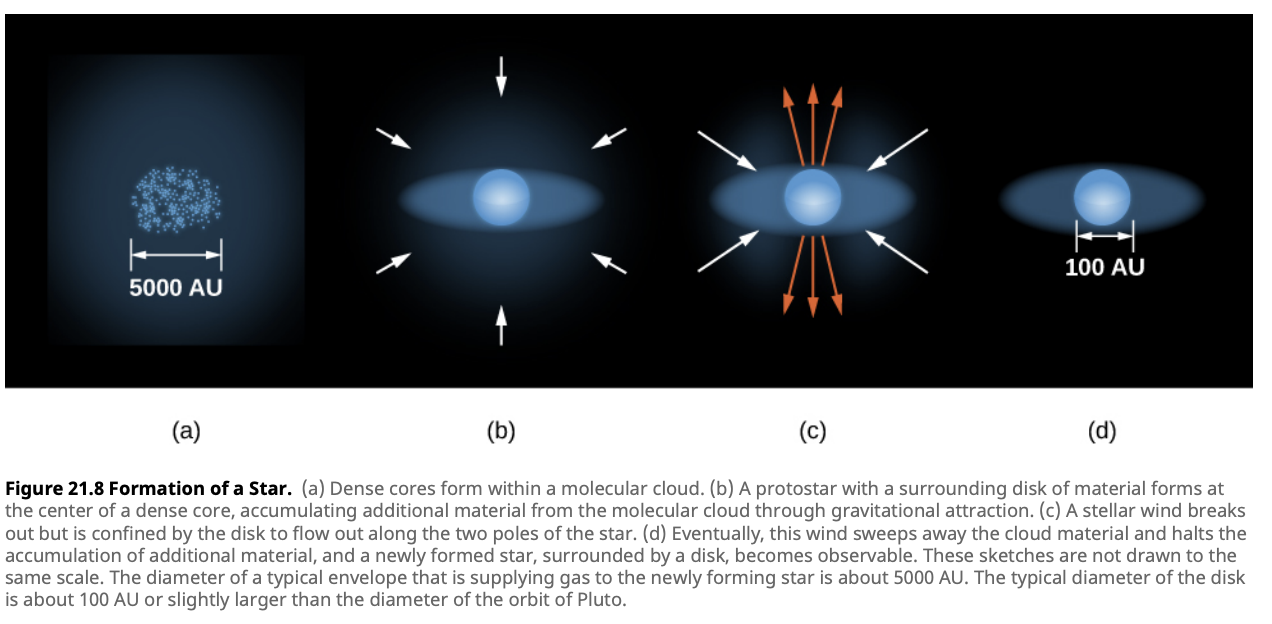 5000 AU
100 AU
(a)
(b)
(c)
(d)
Figure 21.8 Formation of a Star. (a) Dense cores form within a molecular cloud. (b) A protostar with a surrounding disk of material forms at
the center of a dense core, accumulating additional material from the molecular cloud through gravitational attraction. (c) A stellar wind breaks
out but is confined by the disk to flow out along the two poles of the star. (d) Eventually, this wind sweeps away the cloud material and halts the
accumulation of additional material, and a newly formed star, surrounded by a disk, becomes observable. These sketches are not drawn to the
same scale. The diameter of a typical envelope that is supplying gas to the newly forming star is about 5000 AU. The typical diameter of the disk
is about 100 AU or slightly larger than the diameter of the orbit of Pluto.